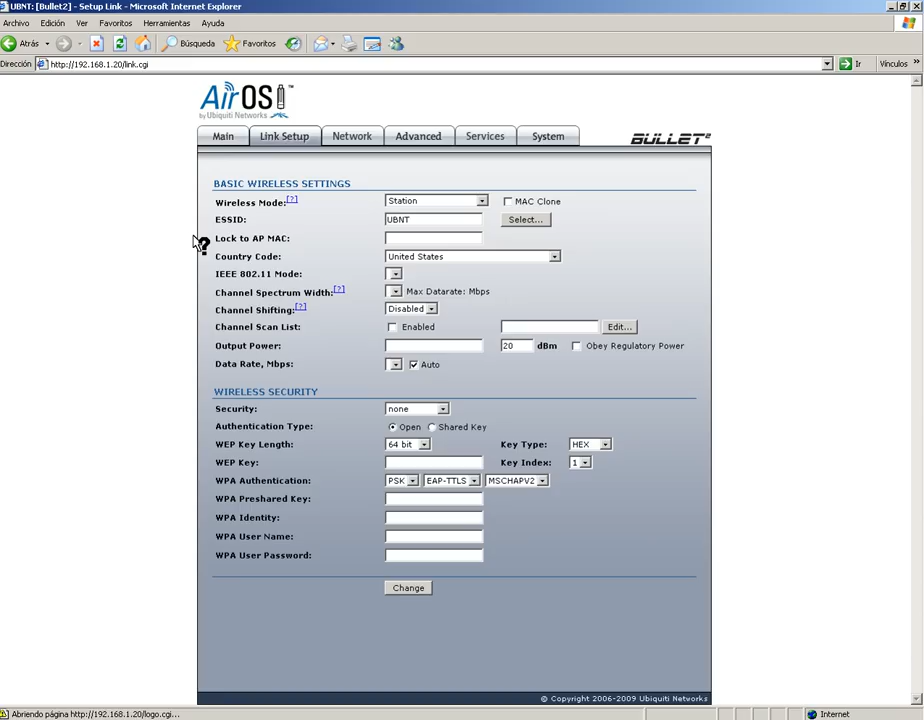 UBNT: [Bullet2] - Setup Link - Microsoft Internet Explorer
Archivo Edición Ver Favoritos Herramientas Ayuda
Atrás Búsqueda Favoritos
Dirección http://192.168.1.20/link.cgi Ir Vínculos »
AirOS ™
by Ubiquiti Networks
Main Link Setup Network Advanced Services System BULLET2
BASIC WIRELESS SETTINGS
Wireless Mode: [?] Station MAC Clone
ESSID: UBNT Select...
Lock to AP MAC:
Country Code: United States
IEEE 802.11 Mode:
Channel Spectrum Width: [?] Max Datarate: Mbps
Channel Shifting: [?] Disabled
Channel Scan List: Enabled Edit...
Output Power: 20 dBm Obey Regulatory Power
Data Rate, Mbps: Auto
WIRELESS SECURITY
Security: none
Authentication Type: Open Shared Key
WEP Key Length: 64 bit Key Type: HEX
WEP Key: Key Index: 1
WPA Authentication: PSK EAP-TTLS MSCHAPV2
WPA Preshared Key:
WPA Identity:
WPA User Name:
WPA User Password:
Change
© Copyright 2006-2009 Ubiquiti Networks
Abriendo página http://192.168.1.20/logo.cgi... Internet